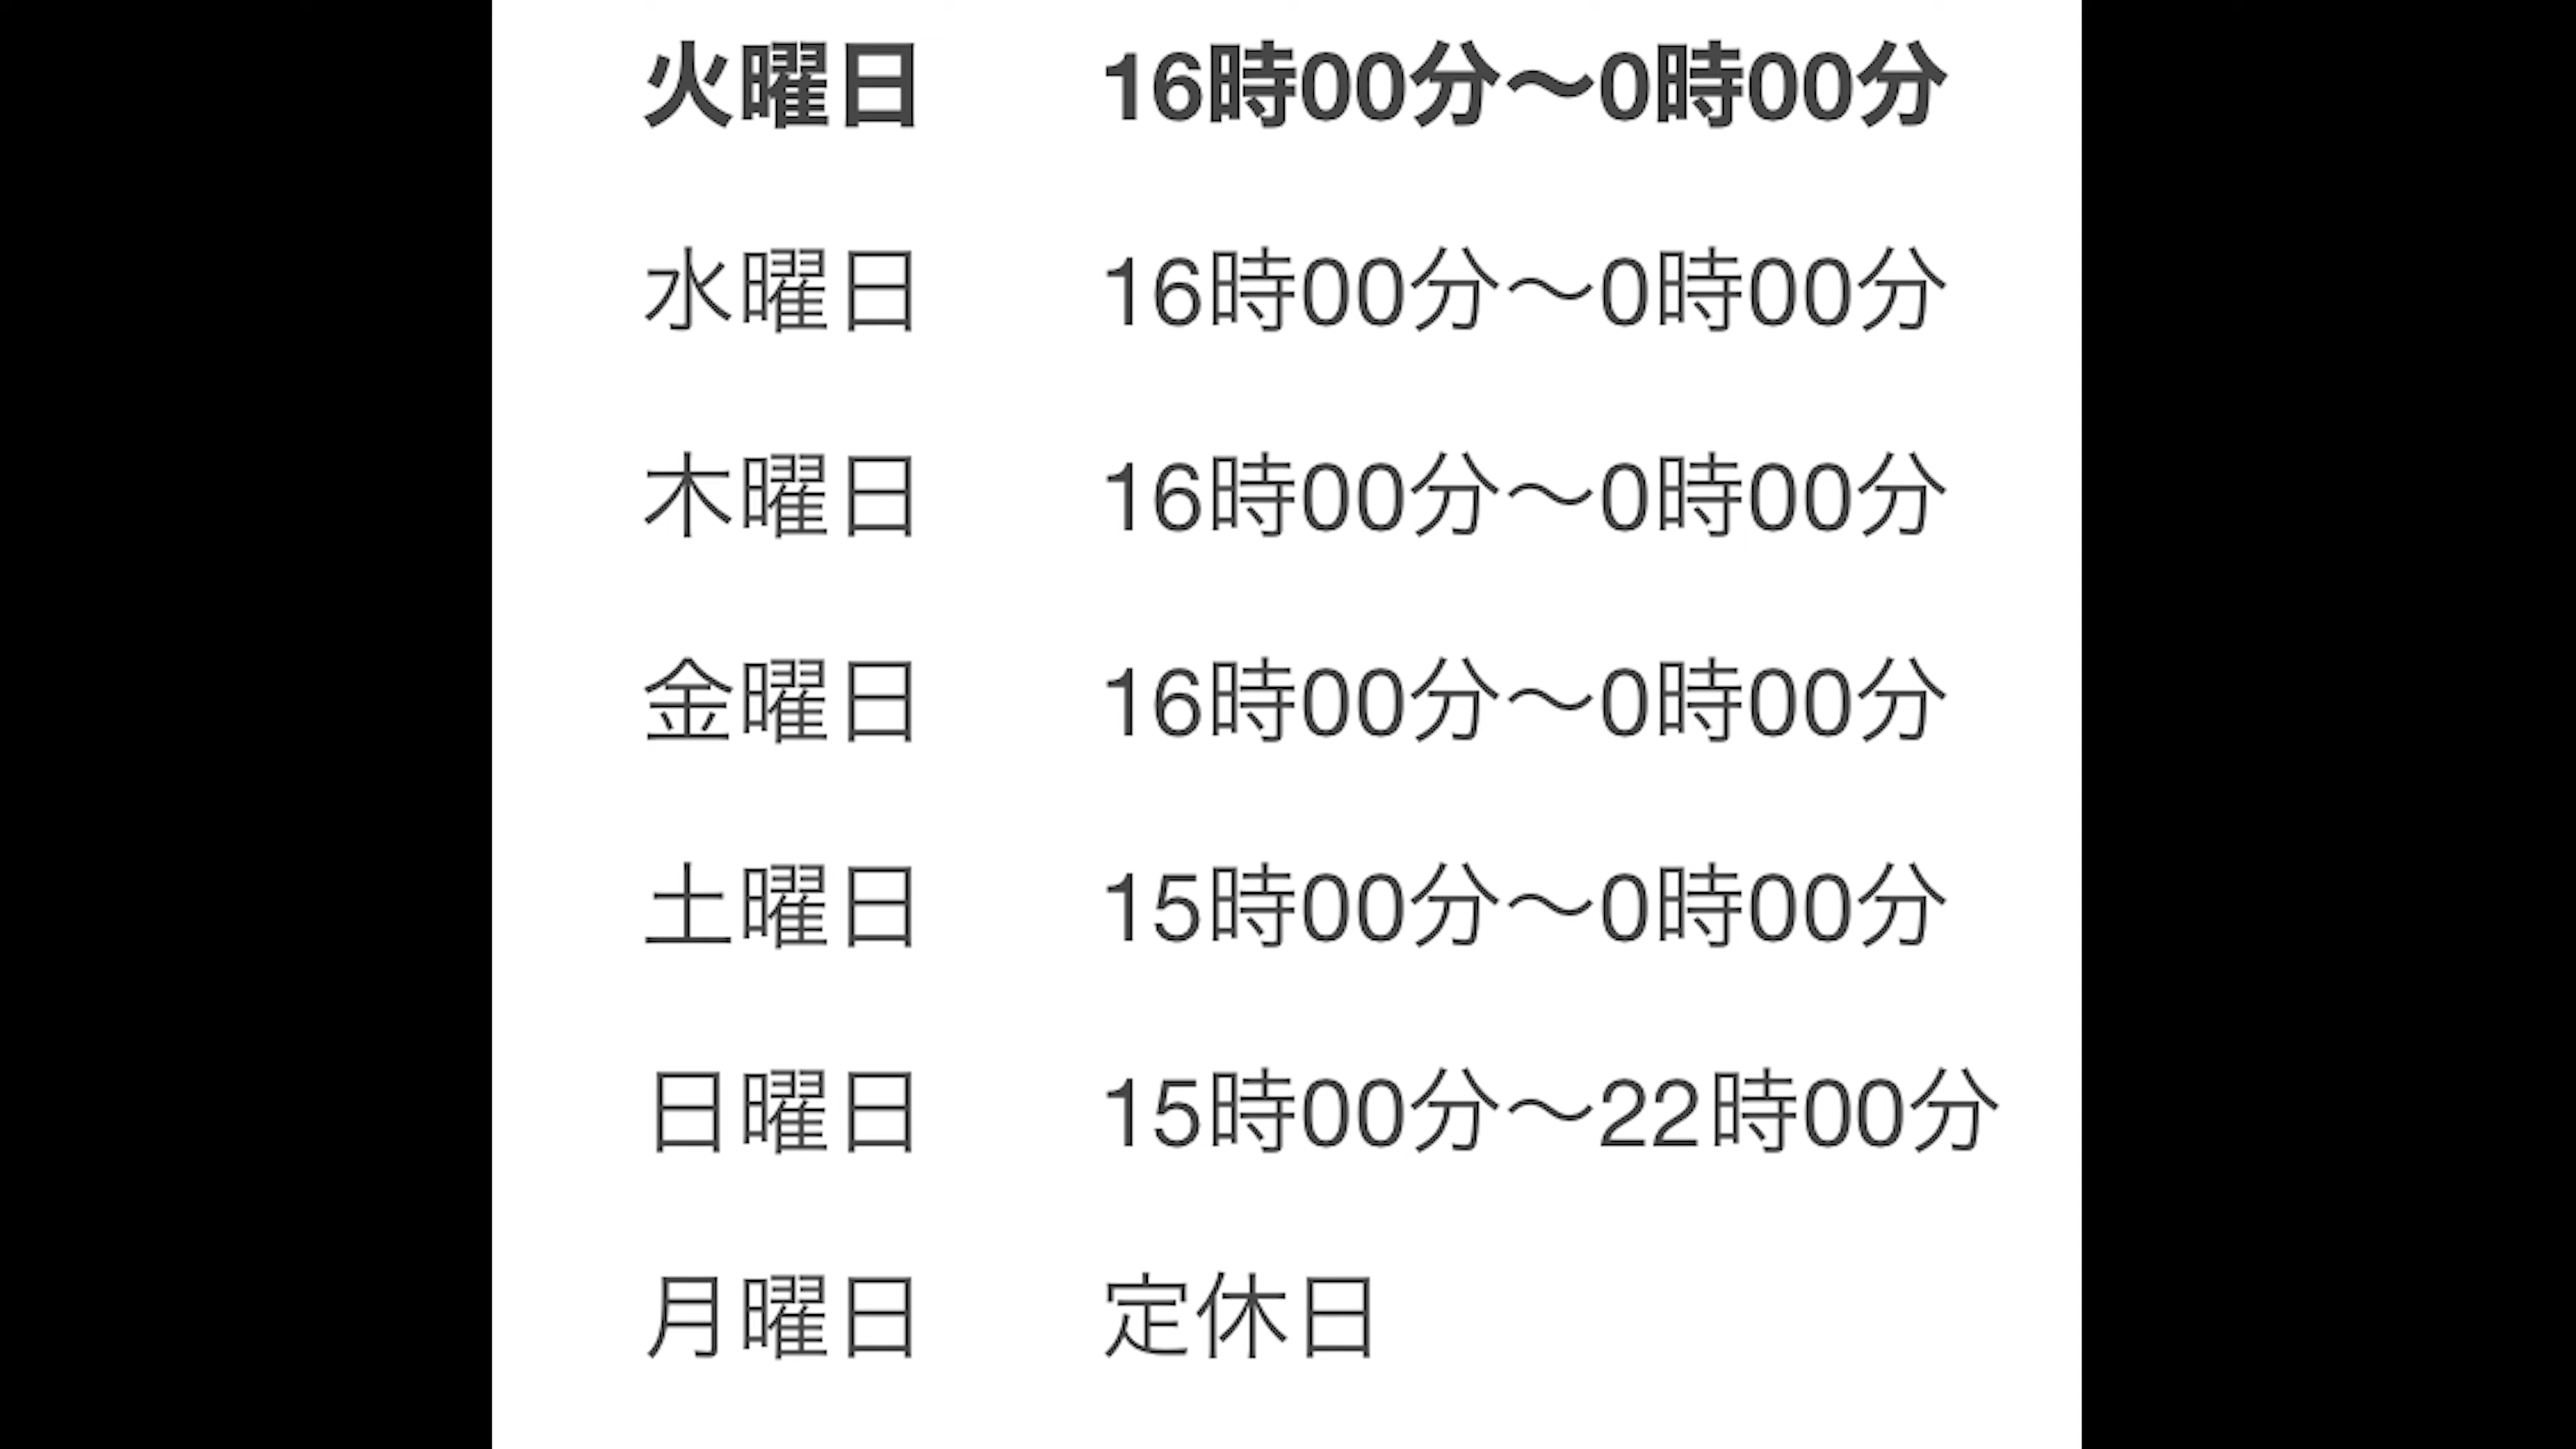 火曜日 16時00分～0時00分
水曜日 16時00分～0時00分
木曜日 16時00分～0時00分
金曜日 16時00分～0時00分
土曜日 15時00分～0時00分
日曜日 15時00分～22時00分
月曜日 定休日